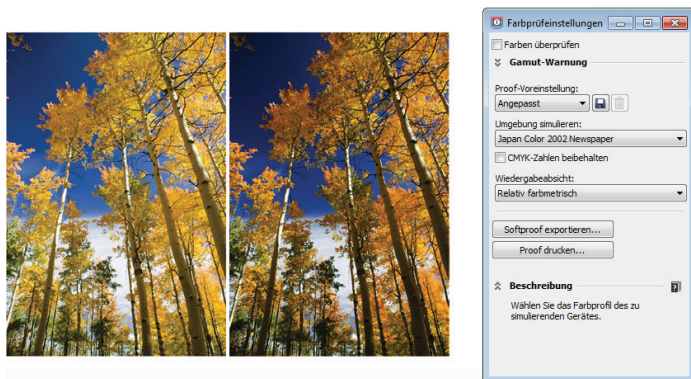 Farbprüfeinstellungen
Farben überprüfen
Gamut-Warnung
Proof-Voreinstellung:
Angepasst
Umgebung simulieren:
Japan Color 2002 Newspaper
CMYK-Zahlen beibehalten
Wiedergabeabsicht:
Relativ farbmetrisch
Softproof exportieren...
Proof drucken...
Beschreibung
?
Wählen Sie das Farbprofil des zu
simulierenden Gerätes.